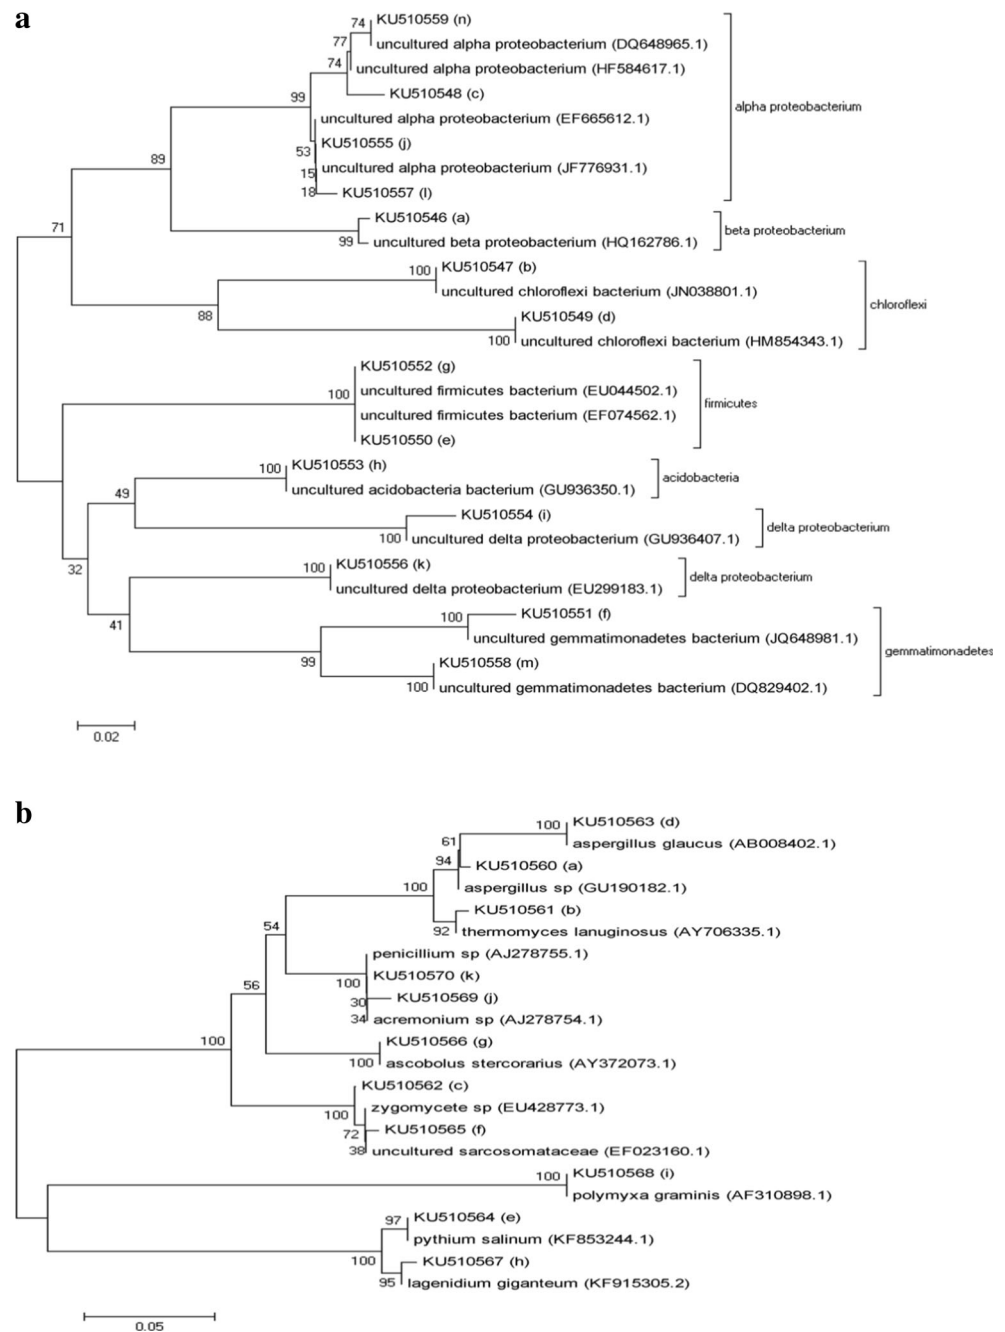 a
74
KU510559 (n)
77
uncultured alpha proteobacterium (DQ648965.1)
74
uncultured alpha proteobacterium (HF584617.1)
99
KU510548 (c)
alpha proteobacterium
uncultured alpha proteobacterium (EF665612.1)
53
KU510555 (j)
15
uncultured alpha proteobacterium (JF776931.1)
18
KU510557 (l)
89
71
KU510546 (a)
beta proteobacterium
99
uncultured beta proteobacterium (HQ162786.1)
100
KU510547 (b)
uncultured chloroflexi bacterium (JN038801.1)
chloroflexi
88
KU510549 (d)
100
uncultured chloroflexi bacterium (HM854343.1)
KU510552 (g)
100
uncultured firmicutes bacterium (EU044502.1)
firmicutes
uncultured firmicutes bacterium (EF074562.1)
KU510550 (e)
100
KU510553 (h)
acidobacteria
49
uncultured acidobacteria bacterium (GU936350.1)
KU510554 (i)
delta proteobacterium
100
uncultured delta proteobacterium (GU936407.1)
32
100
KU510556 (k)
delta proteobacterium
uncultured delta proteobacterium (EU299183.1)
41
100
KU510551 (f)
uncultured gemmatimonadetes bacterium (JQ648981.1)
gemmatimonadetes
99
KU510558 (m)
100
uncultured gemmatimonadetes bacterium (DQ829402.1)
0.02
b
100
KU510563 (d)
61
aspergillus glaucus (AB008402.1)
94
KU510560 (a)
100
aspergillus sp (GU190182.1)
KU510561 (b)
92
thermomyces lanuginosus (AY706335.1)
54
penicillium sp (AJ278755.1)
100
KU510570 (k)
56
30
KU510569 (j)
34
acremonium sp (AJ278754.1)
100
KU510566 (g)
100
ascobolus stercorarius (AY372073.1)
KU510562 (c)
100
zygomycete sp (EU428773.1)
72
KU510565 (f)
38
uncultured sarcosomataceae (EF023160.1)
100
KU510568 (i)
polymyxa graminis (AF310898.1)
97
KU510564 (e)
pythium salinum (KF853244.1)
100
KU510567 (h)
95
lagenidium giganteum (KF915305.2)
0.05